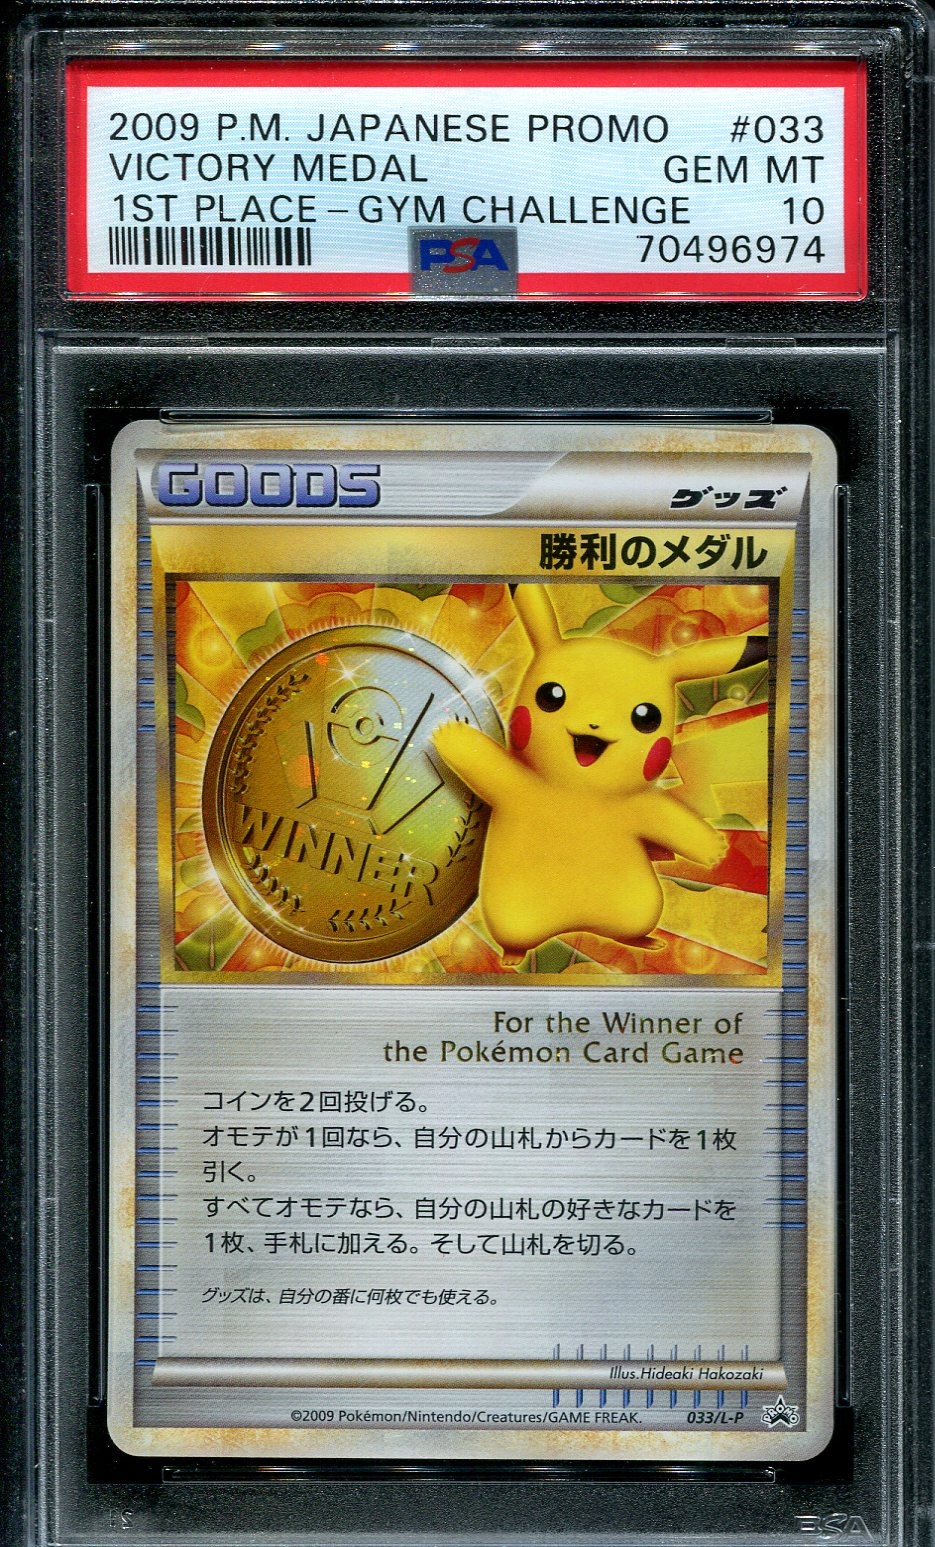 2009 P.M. JAPANESE PROMO #033
VICTORY MEDAL GEM MT
1ST PLACE – GYM CHALLENGE 10
70496974
PSA
GOODS
グッズ
勝利のメダル
WINNER
For the Winner of
the Pokémon Card Game
コインを2回投げる。
オモテが1回なら、自分の山札からカードを1枚
引く。
すべてオモテなら、自分の山札の好きなカードを
1枚、手札に加える。そして山札を切る。
グッズは、自分の番に何枚でも使える。
Illus.Hideaki Hakozaki
©2009 Pokémon/Nintendo/Creatures/GAME FREAK.
033/L-P
PSA